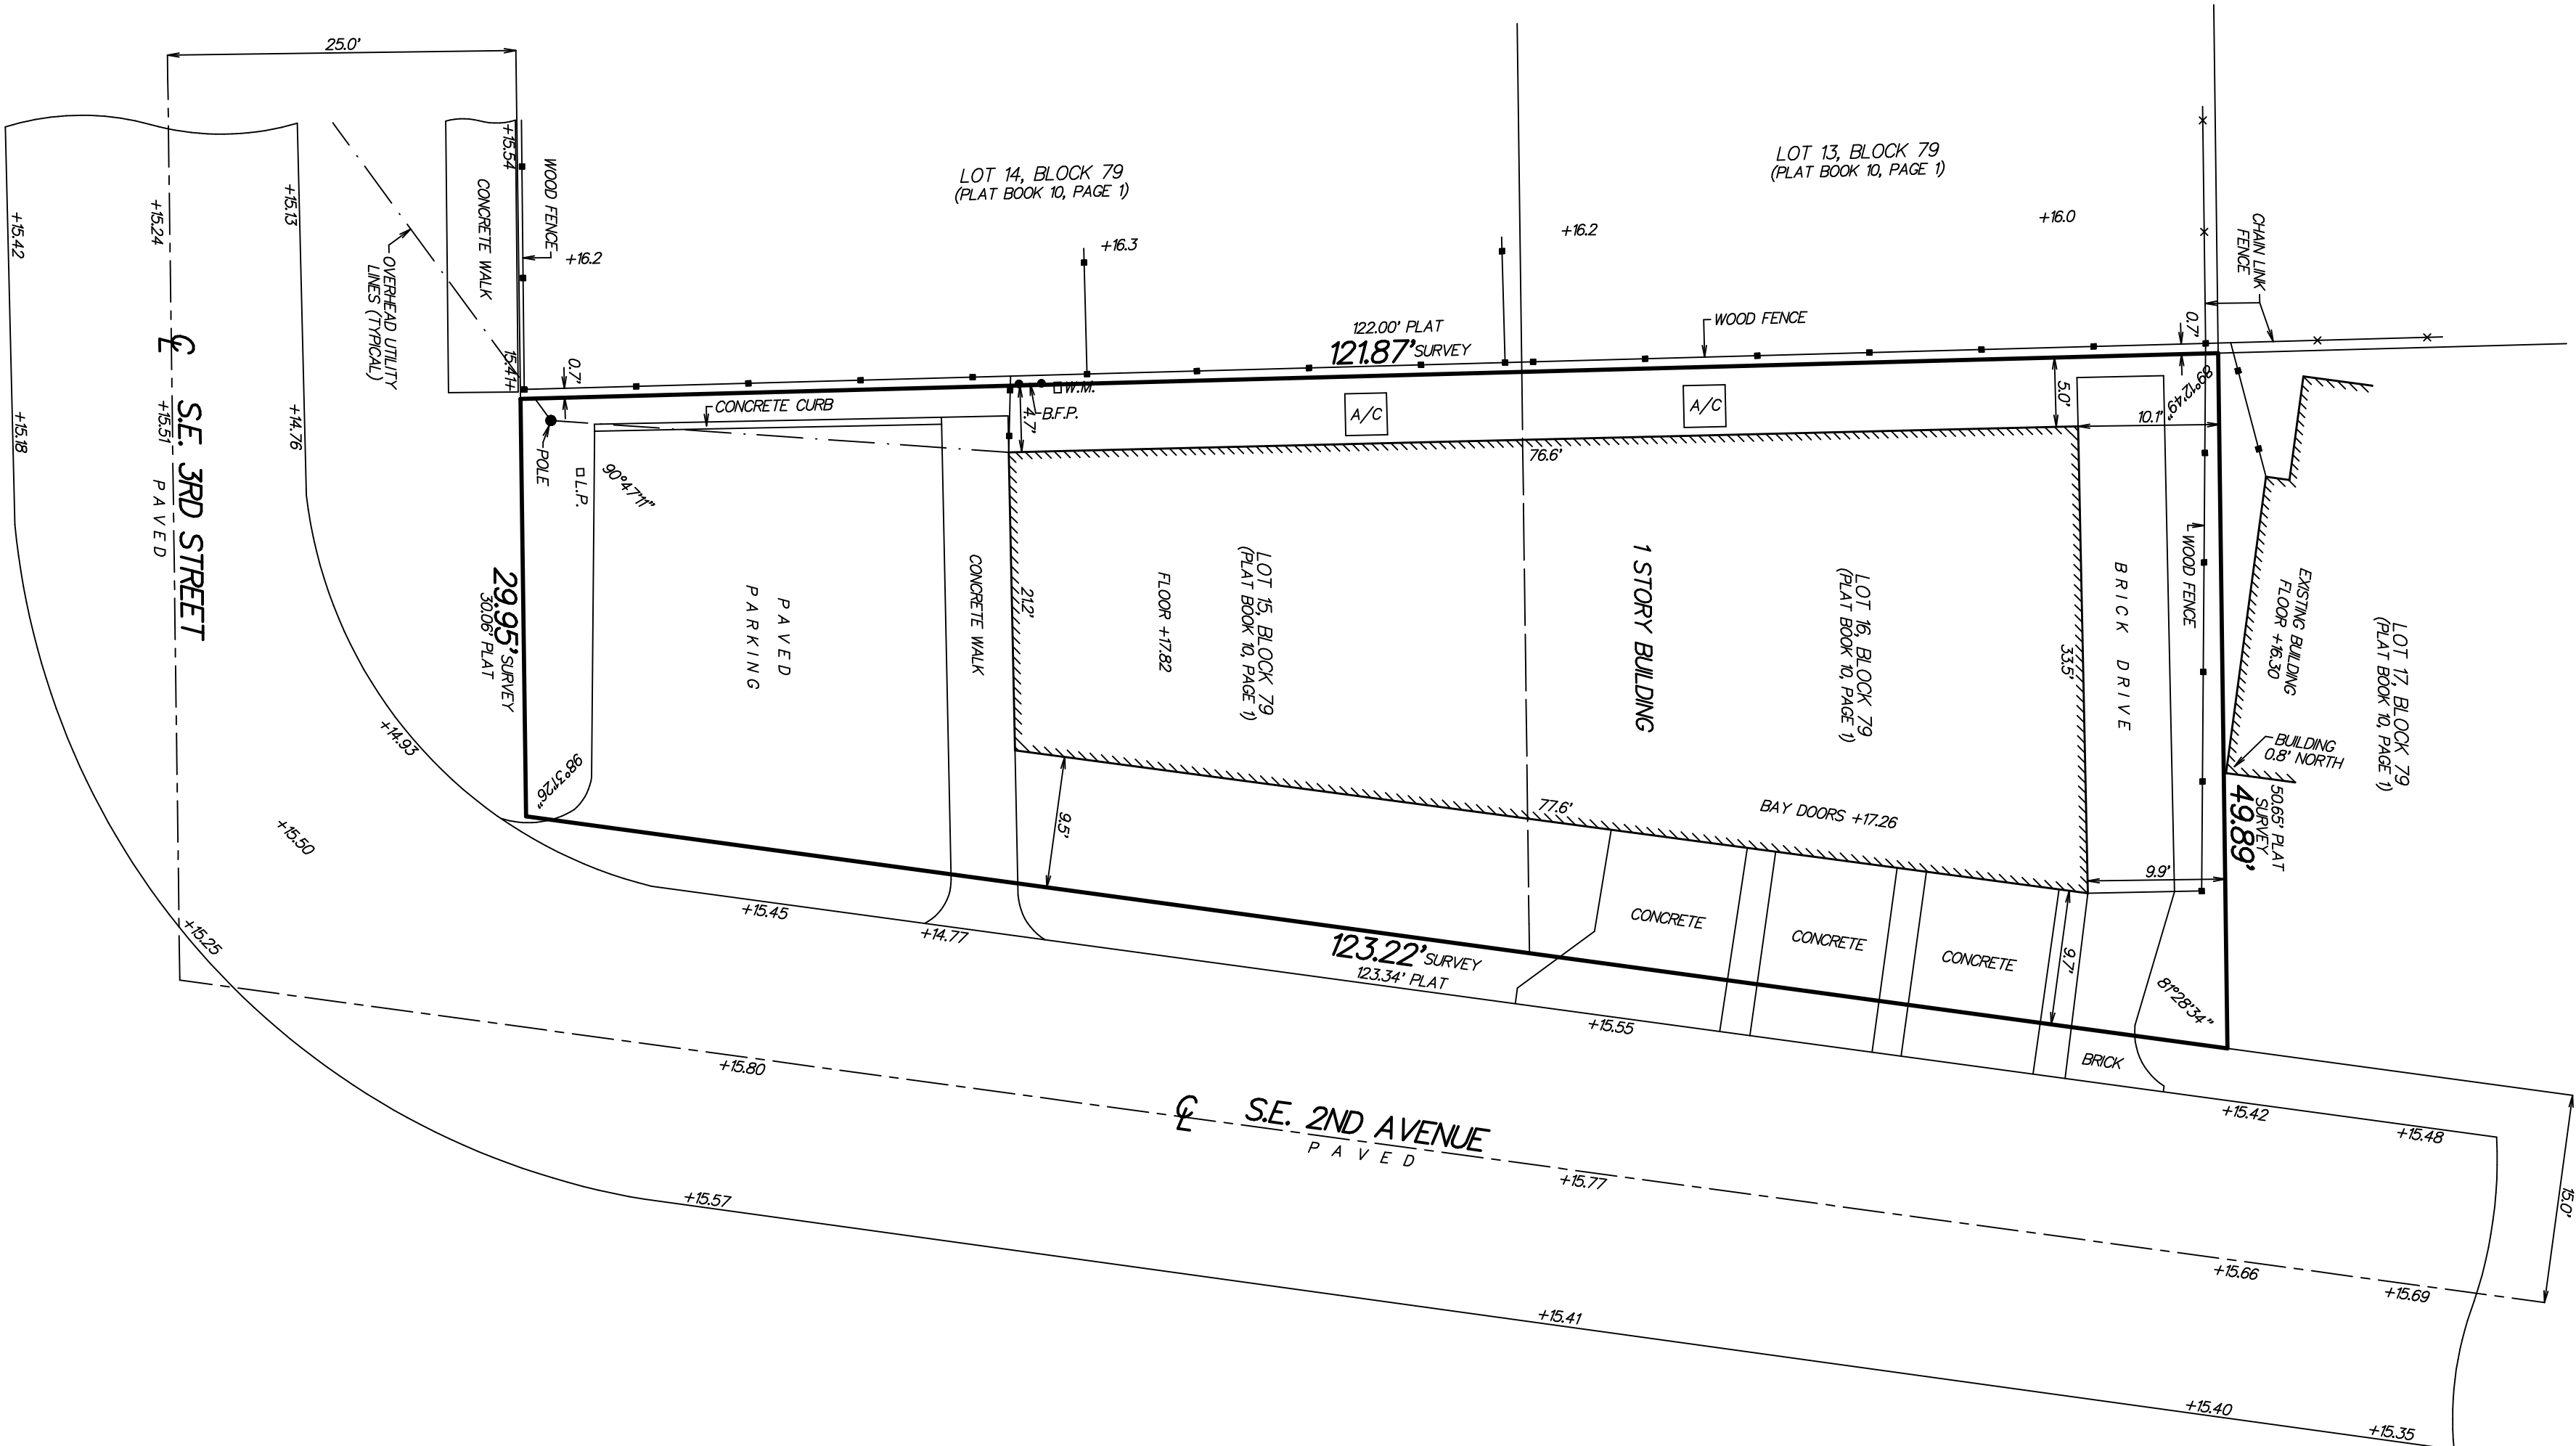 25.0'
+15.42
+15.18
+15.24
+15.13
+14.76
℄ S.E. 3RD STREET
+15.51
PAVED
OVERHEAD UTILITY
LINES (TYPICAL)
CONCRETE WALK
+15.54
15.41+
WOOD FENCE
+16.2
LOT 14, BLOCK 79
(PLAT BOOK 10, PAGE 1)
+16.3
LOT 13, BLOCK 79
(PLAT BOOK 10, PAGE 1)
+16.2
+16.0
CHAIN LINK
FENCE
122.00' PLAT
121.87' SURVEY
WOOD FENCE
0.7'
0.7'
CONCRETE CURB
W.M.
B.F.P.
4.7'
A/C
A/C
5.0'
10.1'
89°12'49"
76.6'
POLE
L.P.
90°47'11"
29.95' SURVEY
30.06' PLAT
98°31'26"
PAVED
PARKING
CONCRETE WALK
21.2'
FLOOR +17.82
LOT 15, BLOCK 79
(PLAT BOOK 10, PAGE 1)
1 STORY BUILDING
LOT 16, BLOCK 79
(PLAT BOOK 10, PAGE 1)
33.5'
BRICK DRIVE
WOOD FENCE
EXISTING BUILDING
FLOOR +16.30
LOT 17, BLOCK 79
(PLAT BOOK 10, PAGE 1)
BUILDING
0.8' NORTH
50.65' PLAT
SURVEY
49.89'
9.5'
77.6'
BAY DOORS +17.26
9.9'
CONCRETE
CONCRETE
CONCRETE
9.7'
81°28'34"
BRICK
+14.93
+15.50
+15.25
+15.45
+14.77
123.22' SURVEY
123.34' PLAT
+15.55
+15.42
+15.48
+15.80
℄ S.E. 2ND AVENUE
PAVED
+15.77
+15.66
+15.69
15.0'
+15.57
+15.41
+15.40
+15.35